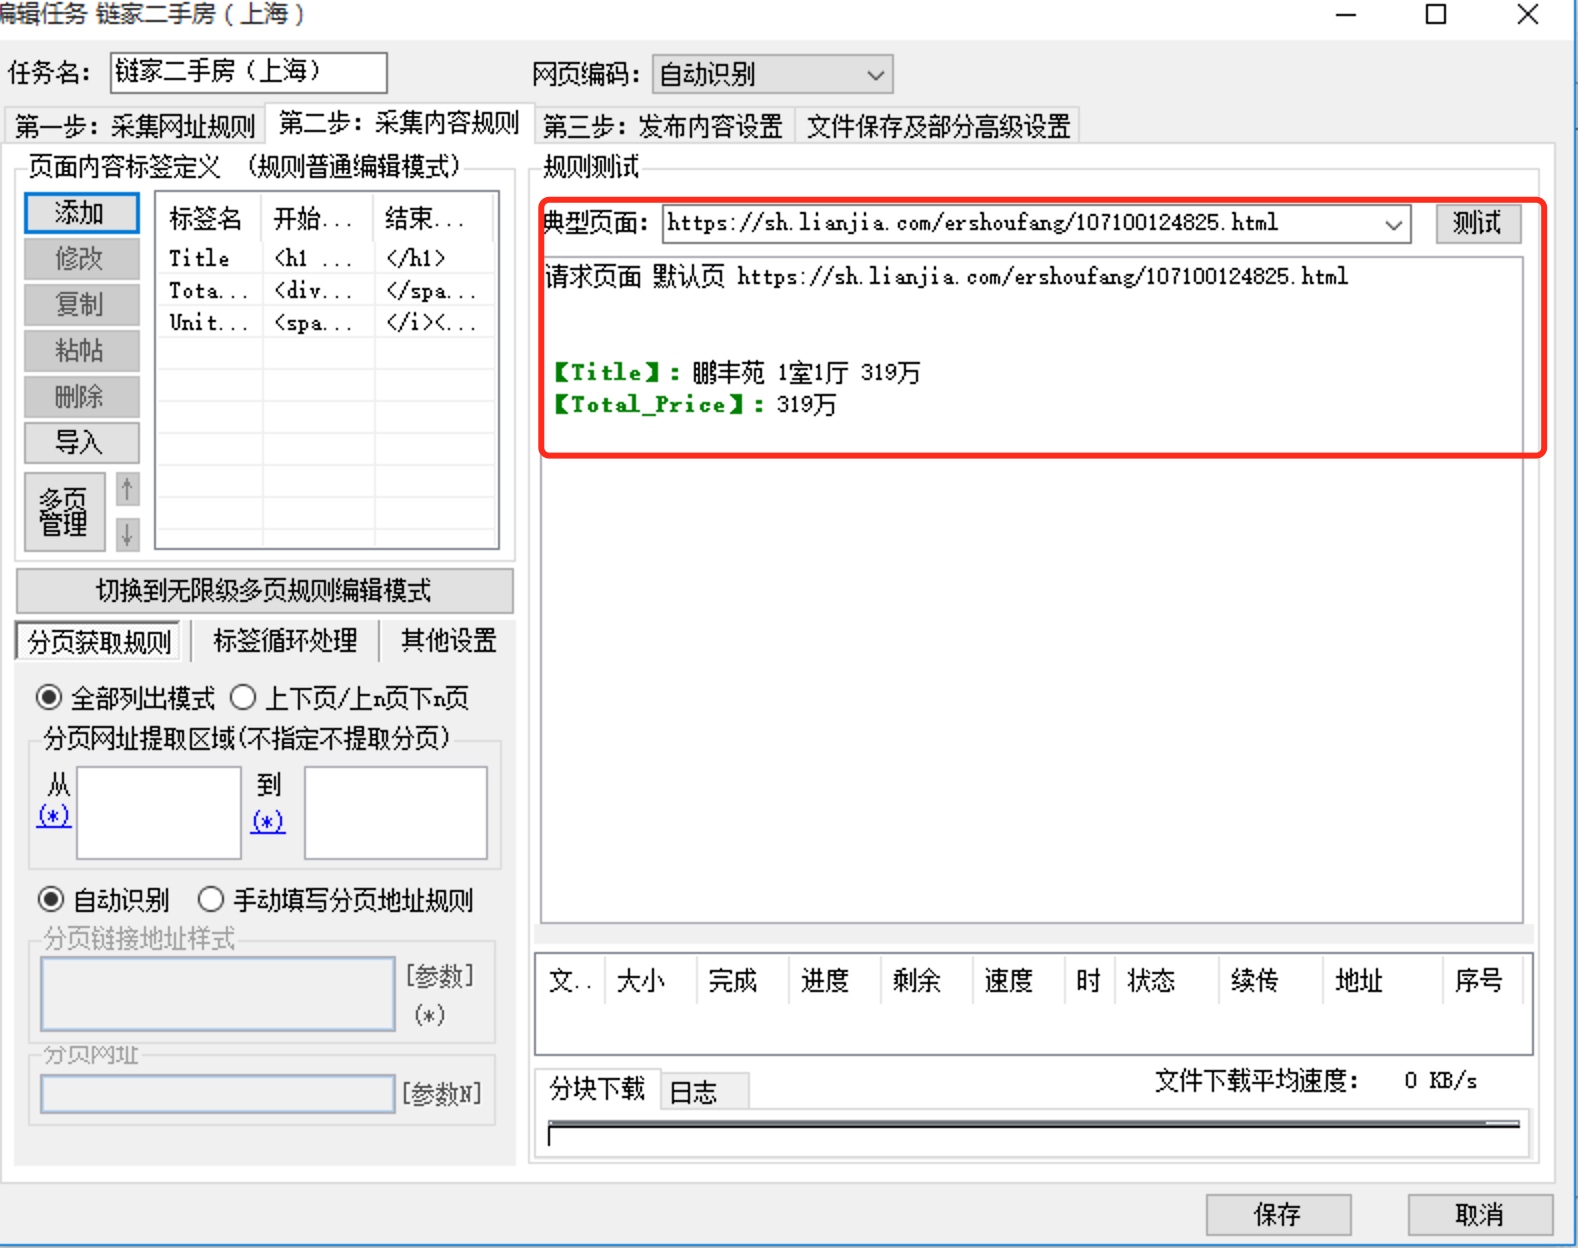 编辑任务 链家二手房（上海）
任务名： 链家二手房（上海） 网页编码： 自动识别
第一步：采集网址规则 第二步：采集内容规则 第三步：发布内容设置 文件保存及部分高级设置
页面内容标签定义 （规则普通编辑模式）
添加
修改
复制
粘帖
删除
导入
多页
管理
↑
↓
标签名 开始... 结束...
Title <h1 ... </h1>
Tota... <div... </spa...
Unit... <spa... </i><...
切换到无限级多页规则编辑模式
分页获取规则 标签循环处理 其他设置
全部列出模式 上下页/上n页下n页
分页网址提取区域(不指定不提取分页)
从 到
(*) (*)
自动识别 手动填写分页地址规则
分页链接地址样式
[参数]
(*)
分页网址
[参数N]
规则测试
典型页面： https://sh.lianjia.com/ershoufang/107100124825.html 测试
请求页面 默认页 https://sh.lianjia.com/ershoufang/107100124825.html
【Title】：鹏丰苑 1室1厅 319万
【Total_Price】：319万
文.. 大小 完成 进度 剩余 速度 时 状态 续传 地址 序号
分块下载 日志 文件下载平均速度： 0 KB/s
保存 取消